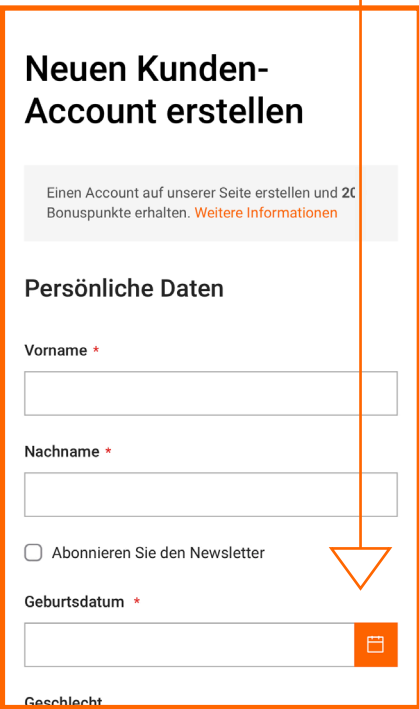 Neuen Kunden-
Account erstellen
Einen Account auf unserer Seite erstellen und 20
Bonuspunkte erhalten. Weitere Informationen
Persönliche Daten
Vorname *
Nachname *
Abonnieren Sie den Newsletter
Geburtsdatum *
Geschlecht